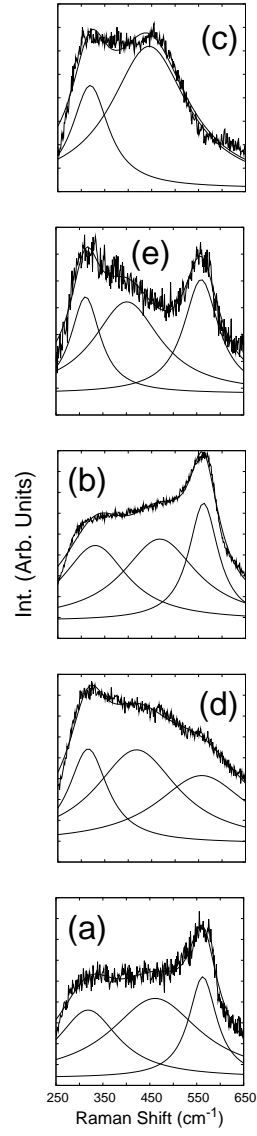 (c)
(e)
(b)
Int. (Arb. Units)
(d)
(a)
250 350 450 550 650
Raman Shift (cm-1)